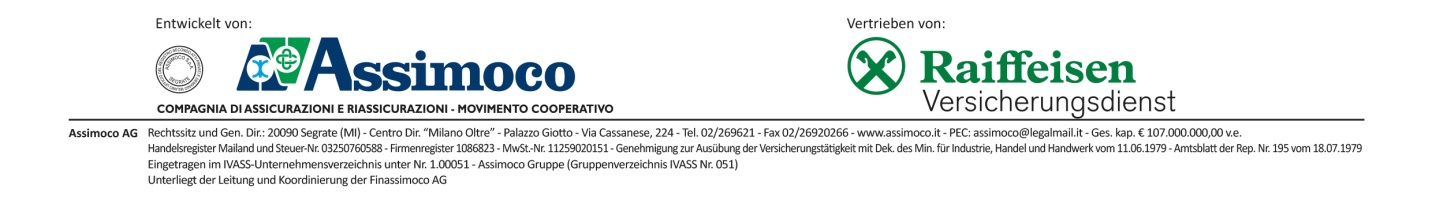 Entwickelt von:
Vertrieben von:
ASSIMOCO S.P.A.
SEGRATE
Assimoco
Raiffeisen
Versicherungsdienst
COMPAGNIA DI ASSICURAZIONI E RIASSICURAZIONI - MOVIMENTO COOPERATIVO
Assimoco AG Rechtssitz und Gen. Dir.: 20090 Segrate (MI) - Centro Dir. “Milano Oltre” - Palazzo Giotto - Via Cassanese, 224 - Tel. 02/269621 - Fax 02/26920266 - www.assimoco.it - PEC: assimoco@legalmail.it - Ges. kap. € 107.000.000,00 v.e.
Handelsregister Mailand und Steuer-Nr. 03250760588 - Firmenregister 1086823 - MwSt.-Nr. 11259020151 - Genehmigung zur Ausübung der Versicherungstätigkeit mit Dek. des Min. für Industrie, Handel und Handwerk vom 11.06.1979 - Amtsblatt der Rep. Nr. 195 vom 18.07.1979
Eingetragen im IVASS-Unternehmensverzeichnis unter Nr. 1.00051 - Assimoco Gruppe (Gruppenverzeichnis IVASS Nr. 051)
Unterliegt der Leitung und Koordinierung der Finassimoco AG